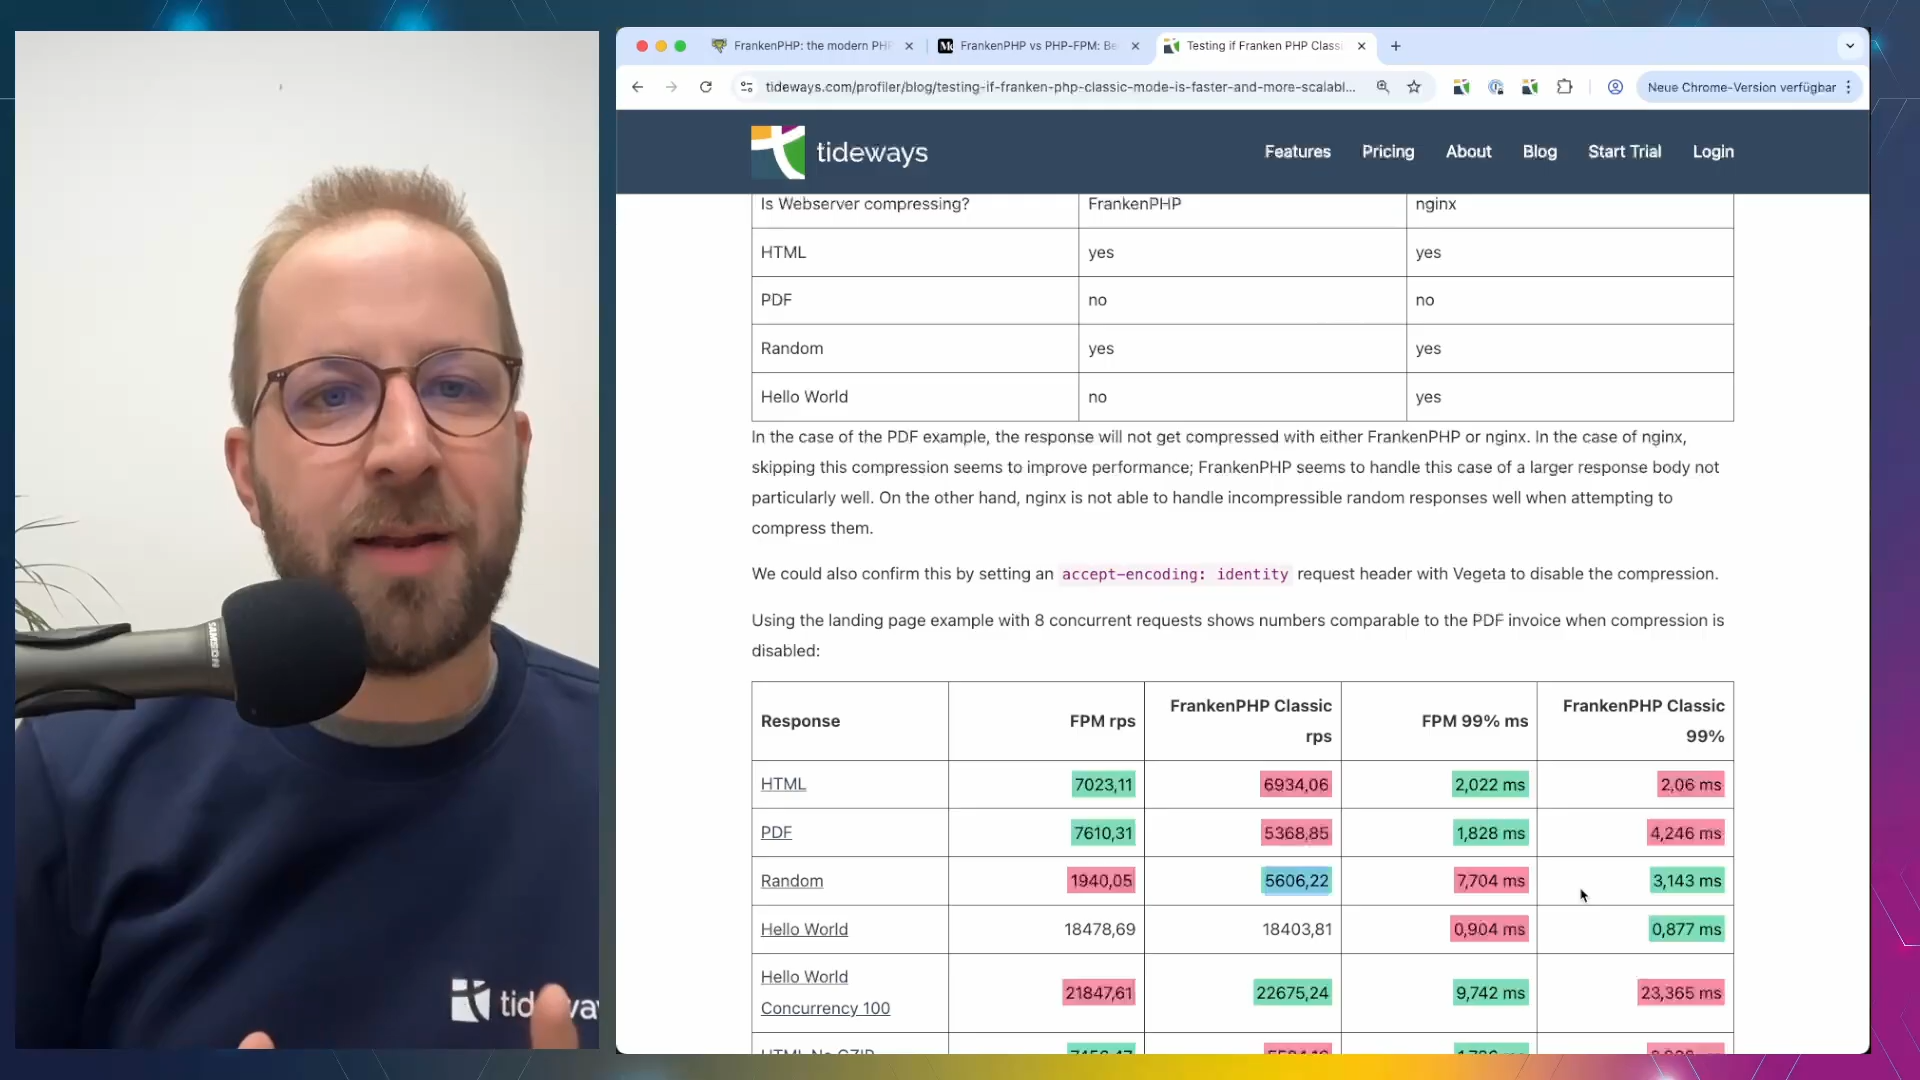 FrankenPHP: the modern PH
FrankenPHP vs PHP-FPM: Be
Testing if Franken PHP Class
tideways.com/profiler/blog/testing-if-franken-php-classic-mode-is-faster-and-more-scalabl...
Neue Chrome-Version verfügbar
tideways
Features
Pricing
About
Blog
Start Trial
Login
Is Webserver compressing? FrankenPHP nginx
HTML yes yes
PDF no no
Random yes yes
Hello World no yes
In the case of the PDF example, the response will not get compressed with either FrankenPHP or nginx. In the case of nginx,
skipping this compression seems to improve performance; FrankenPHP seems to handle this case of a larger response body not
particularly well. On the other hand, nginx is not able to handle incompressible random responses well when attempting to
compress them.
We could also confirm this by setting an accept-encoding: identity request header with Vegeta to disable the compression.
Using the landing page example with 8 concurrent requests shows numbers comparable to the PDF invoice when compression is
disabled:
Response FPM rps FrankenPHP Classic rps FPM 99% ms FrankenPHP Classic 99%
HTML 7023,11 6934,06 2,022 ms 2,06 ms
PDF 7610,31 5368,85 1,828 ms 4,246 ms
Random 1940,05 5606,22 7,704 ms 3,143 ms
Hello World 18478,69 18403,81 0,904 ms 0,877 ms
Hello World
Concurrency 100 21847,61 22675,24 9,742 ms 23,365 ms
SAMSON